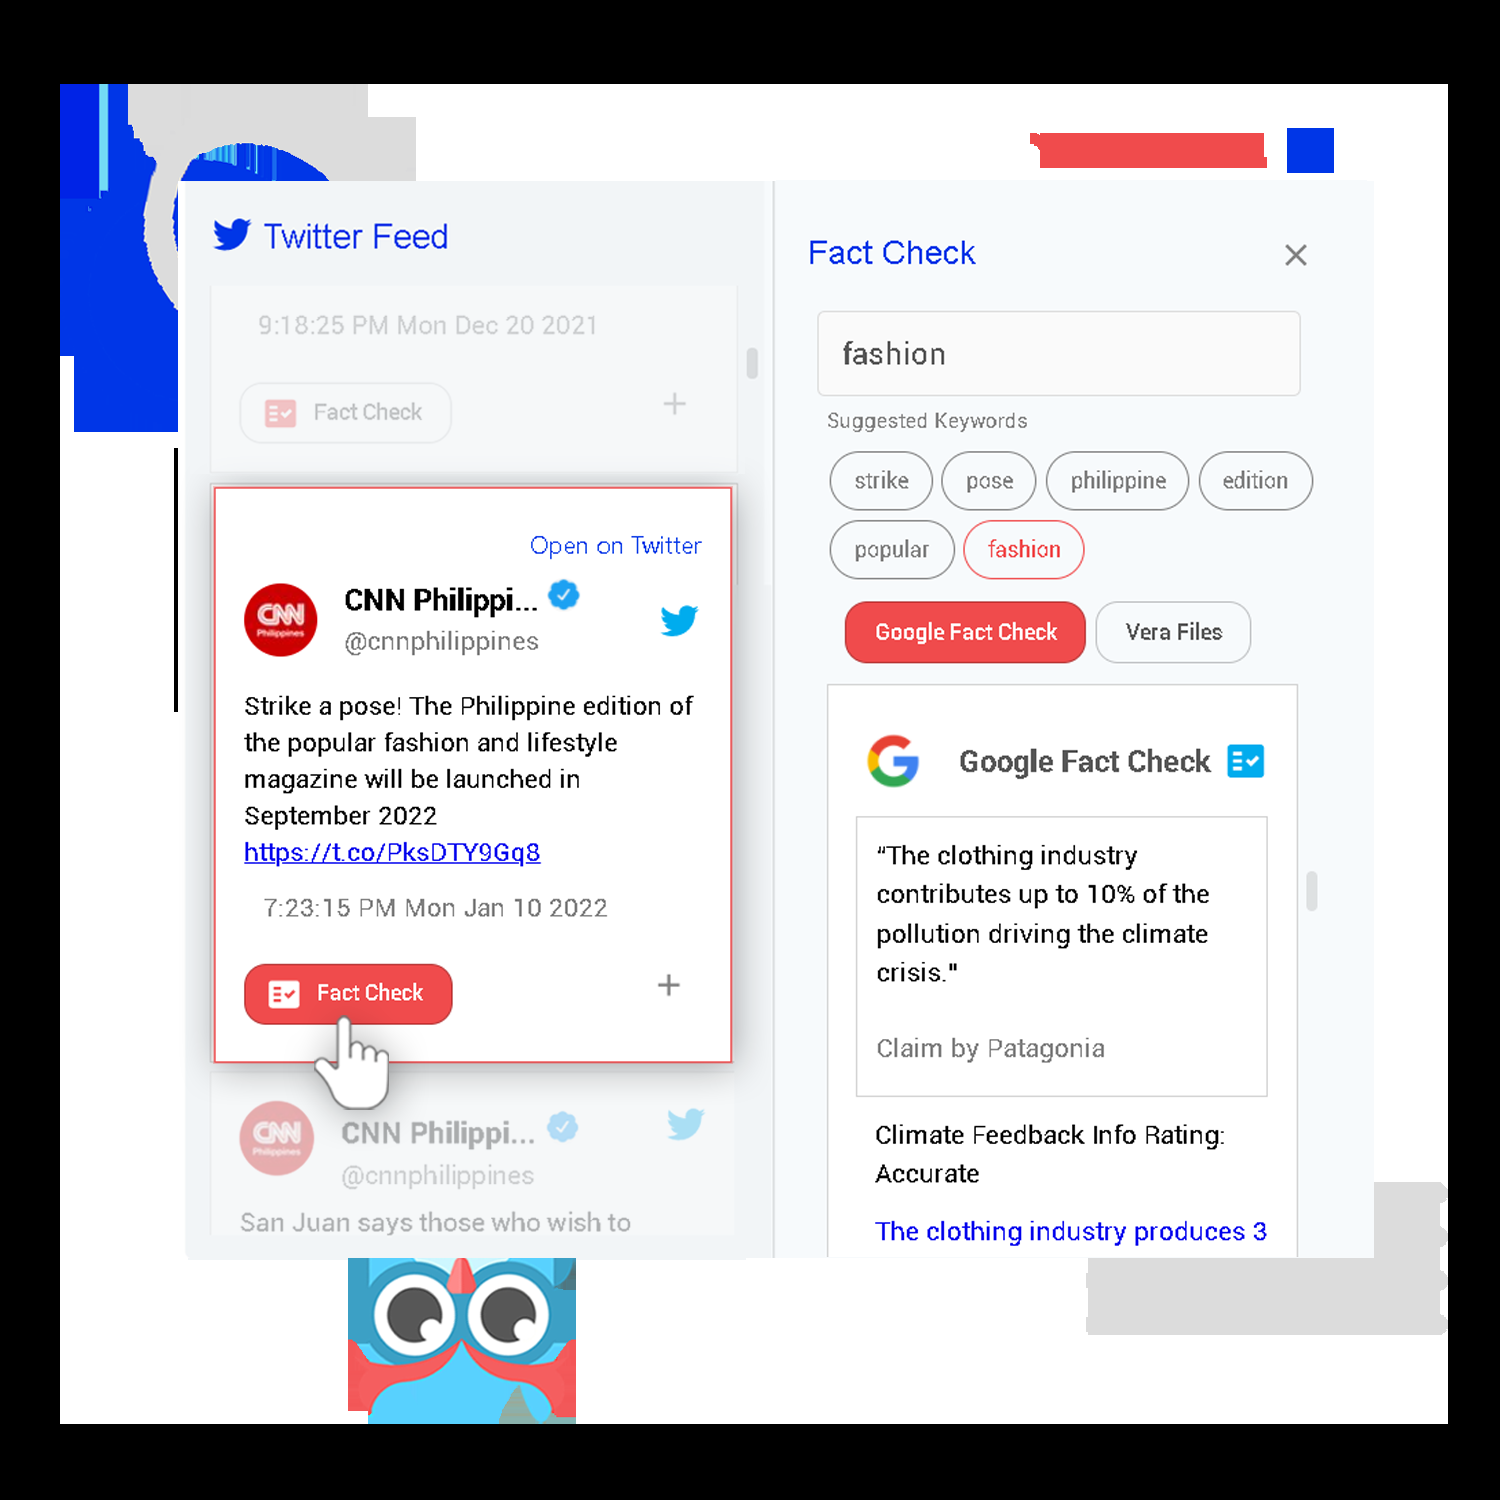 Twitter Feed
9:18:25 PM Mon Dec 20 2021
Fact Check
Open on Twitter
CNN Philippi...
CNN
Philippines
@cnnphilippines
Strike a pose! The Philippine edition of
the popular fashion and lifestyle
magazine will be launched in
September 2022
https://t.co/PksDTY9Gq8
7:23:15 PM Mon Jan 10 2022
Fact Check
CNN Philippi...
CNN
Philippines
@cnnphilippines
San Juan says those who wish to
Fact Check
fashion
Suggested Keywords
strike pose philippine edition
popular fashion
Google Fact Check Vera Files
Google Fact Check
“The clothing industry
contributes up to 10% of the
pollution driving the climate
crisis."
Claim by Patagonia
Climate Feedback Info Rating:
Accurate
The clothing industry produces 3